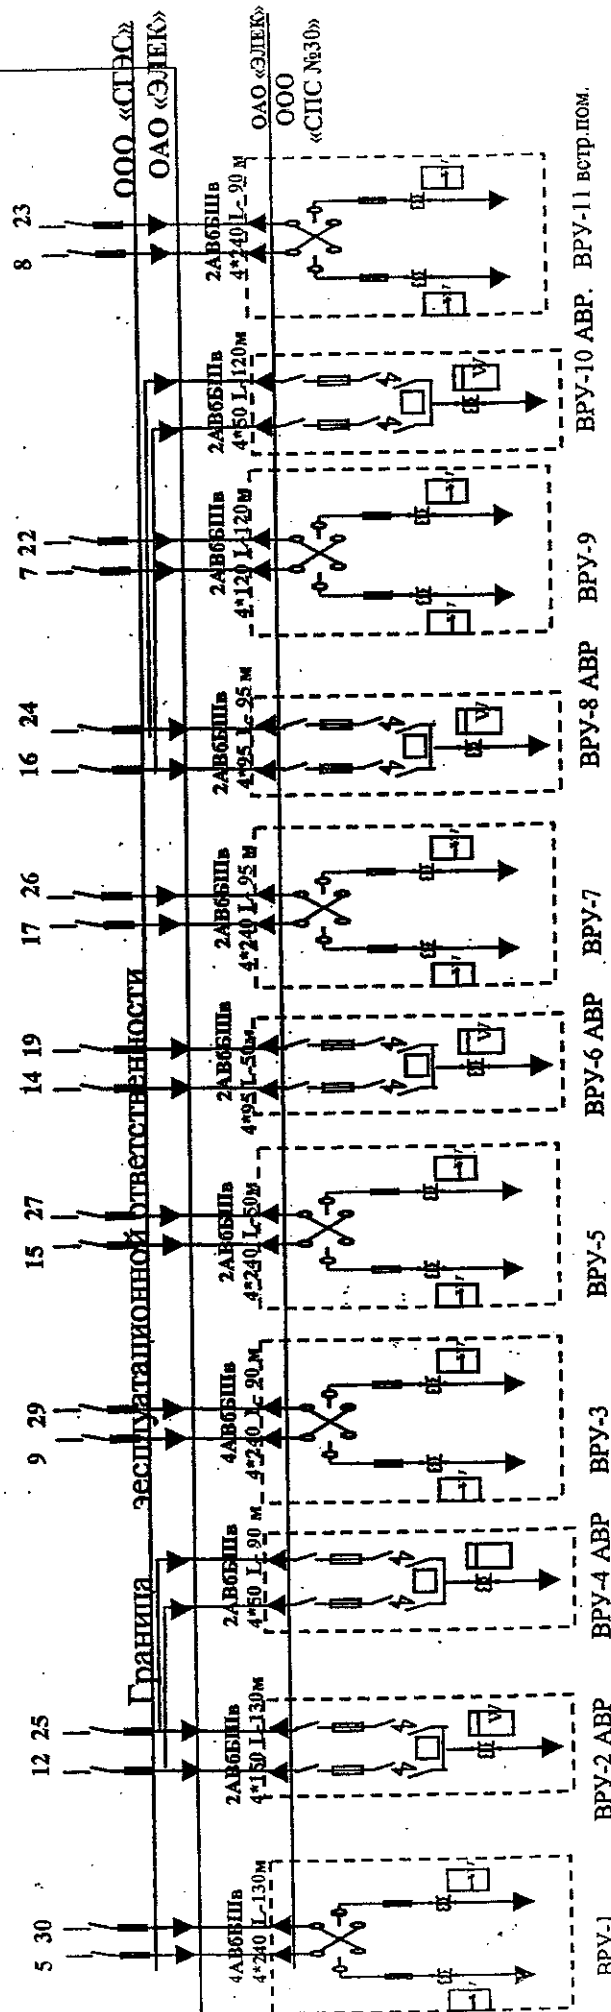 ООО «СГЭС»
ОАО «ЭЛЕК»
ОАО «ЭЛЕК»
ООО
«СПС №30»
Граница эксплуатационной ответственности
5 30
12 25
9 29
15 27
14 19
17 26
16 24
7 22
8 23
4АВбБШв
4*240 L-130м
2АВбБШв
4*150 L-130м
2АВбБШв
4*50 L- 90 м
4АВбБШв
4*240 L- 90 м
2АВбБШв
4*240 L-50м
2АВбБШв
4*95 L-50м
2АВбБШв
4*240 L- 95 м
2АВбБШв
4*95 L- 95 м
2АВбБШв
4*120 L-120м
2АВбБШв
4*50 L-120м
2АВбБШв
4*240 L- 90 м
W
W
W
W
ВРУ-1
ВРУ-2 АВР
ВРУ-4 АВР
ВРУ-3
ВРУ-5
ВРУ-6 АВР
ВРУ-7
ВРУ-8 АВР
ВРУ-9
ВРУ-10 АВР.
ВРУ-11 встр.пом.